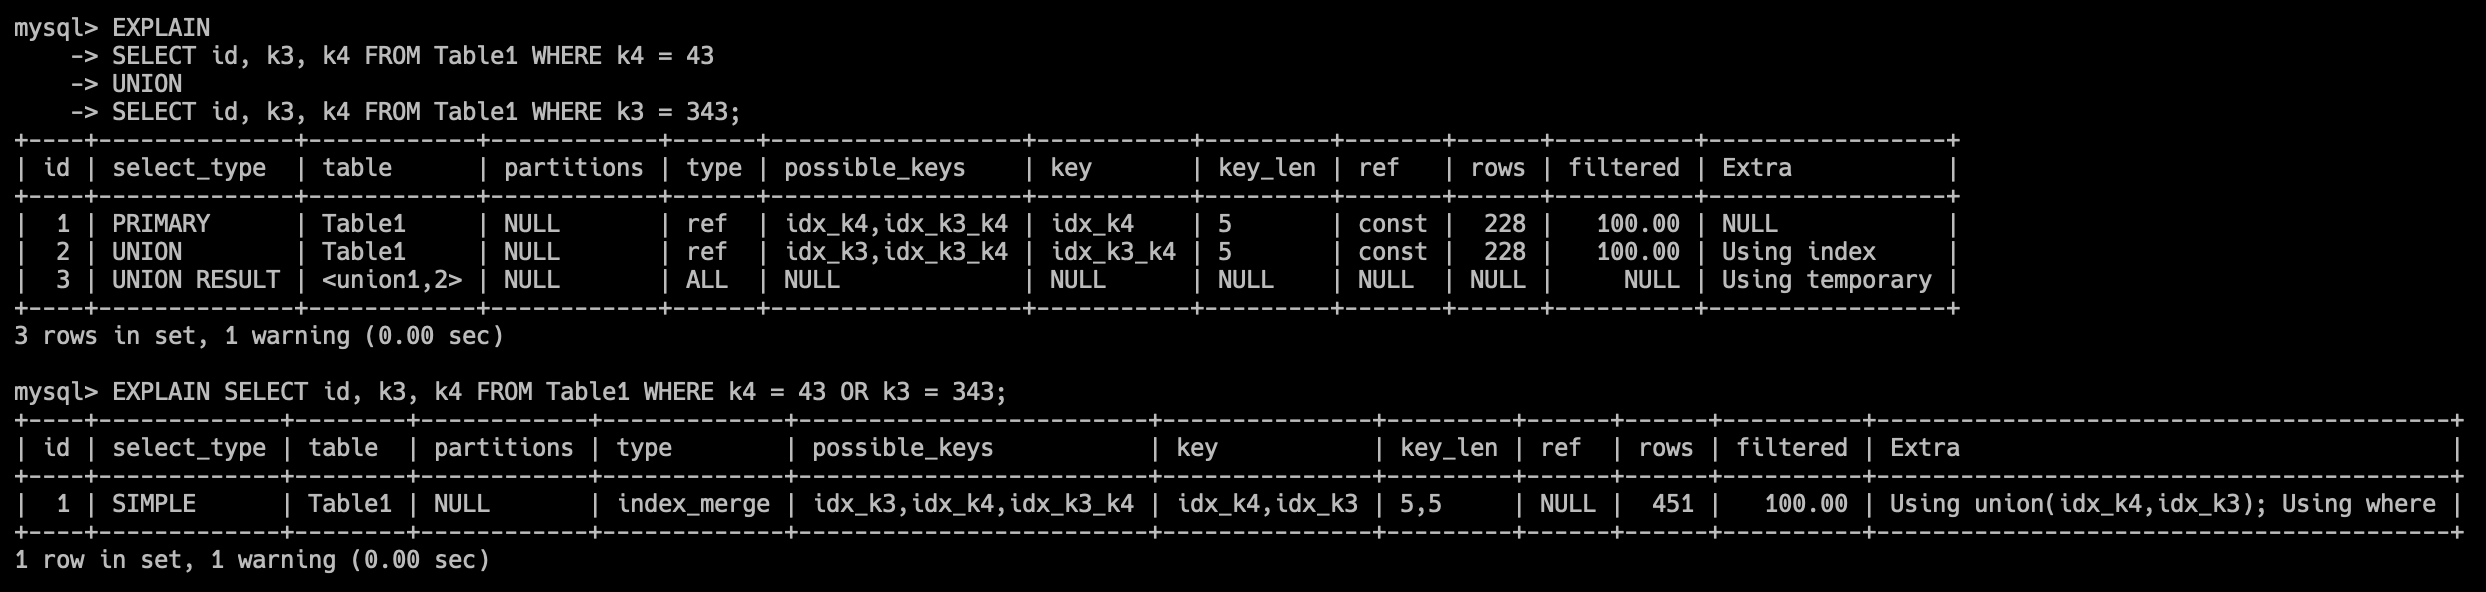 mysql> EXPLAIN
    -> SELECT id, k3, k4 FROM Table1 WHERE k4 = 43
    -> UNION
    -> SELECT id, k3, k4 FROM Table1 WHERE k3 = 343;
+----+--------------+------------+------------+------+------------------+-----------+---------+-------+------+----------+-----------------+
| id | select_type  | table      | partitions | type | possible_keys    | key       | key_len | ref   | rows | filtered | Extra           |
+----+--------------+------------+------------+------+------------------+-----------+---------+-------+------+----------+-----------------+
|  1 | PRIMARY      | Table1     | NULL       | ref  | idx_k4,idx_k3_k4 | idx_k4    | 5       | const |  228 |   100.00 | NULL            |
|  2 | UNION        | Table1     | NULL       | ref  | idx_k3,idx_k3_k4 | idx_k3_k4 | 5       | const |  228 |   100.00 | Using index     |
|  3 | UNION RESULT | <union1,2> | NULL       | ALL  | NULL             | NULL      | NULL    | NULL  | NULL |     NULL | Using temporary |
+----+--------------+------------+------------+------+------------------+-----------+---------+-------+------+----------+-----------------+
3 rows in set, 1 warning (0.00 sec)

mysql> EXPLAIN SELECT id, k3, k4 FROM Table1 WHERE k4 = 43 OR k3 = 343;
+----+-------------+--------+------------+-------------+-------------------------+---------------+---------+------+------+----------+-----------------------------------------+
| id | select_type | table  | partitions | type        | possible_keys           | key           | key_len | ref  | rows | filtered | Extra                                   |
+----+-------------+--------+------------+-------------+-------------------------+---------------+---------+------+------+----------+-----------------------------------------+
|  1 | SIMPLE      | Table1 | NULL       | index_merge | idx_k3,idx_k4,idx_k3_k4 | idx_k4,idx_k3 | 5,5     | NULL |  451 |   100.00 | Using union(idx_k4,idx_k3); Using where |
+----+-------------+--------+------------+-------------+-------------------------+---------------+---------+------+------+----------+-----------------------------------------+
1 row in set, 1 warning (0.00 sec)